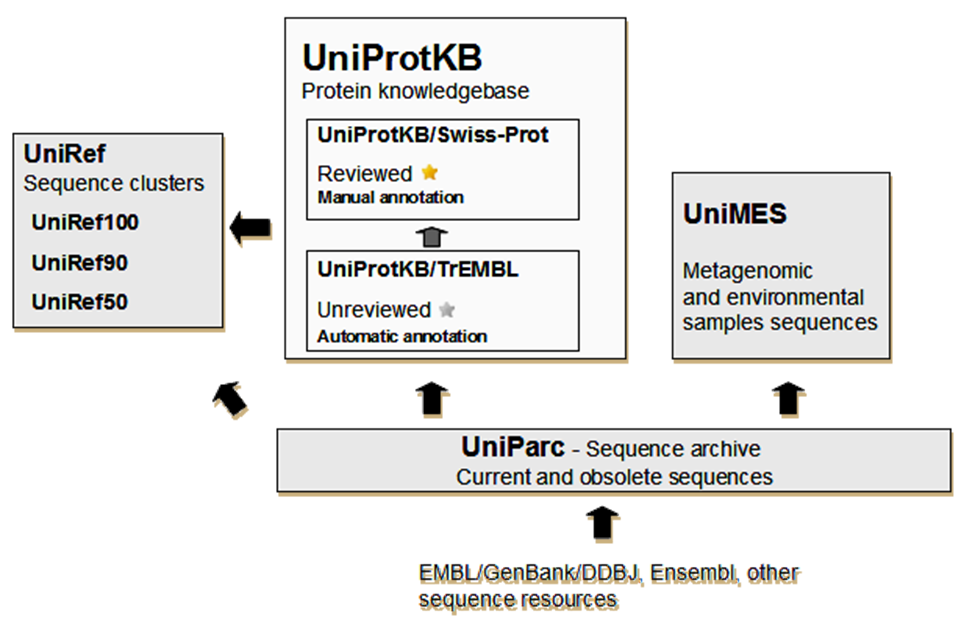 UniProtKB
Protein knowledgebase
UniProtKB/Swiss-Prot
Reviewed
Manual annotation
UniProtKB/TrEMBL
Unreviewed
Automatic annotation
UniRef
Sequence clusters
UniRef100
UniRef90
UniRef50
UniMES
Metagenomic
and environmental
samples sequences
UniParc - Sequence archive
Current and obsolete sequences
EMBL/GenBank/DDBJ, Ensembl, other
sequence resources